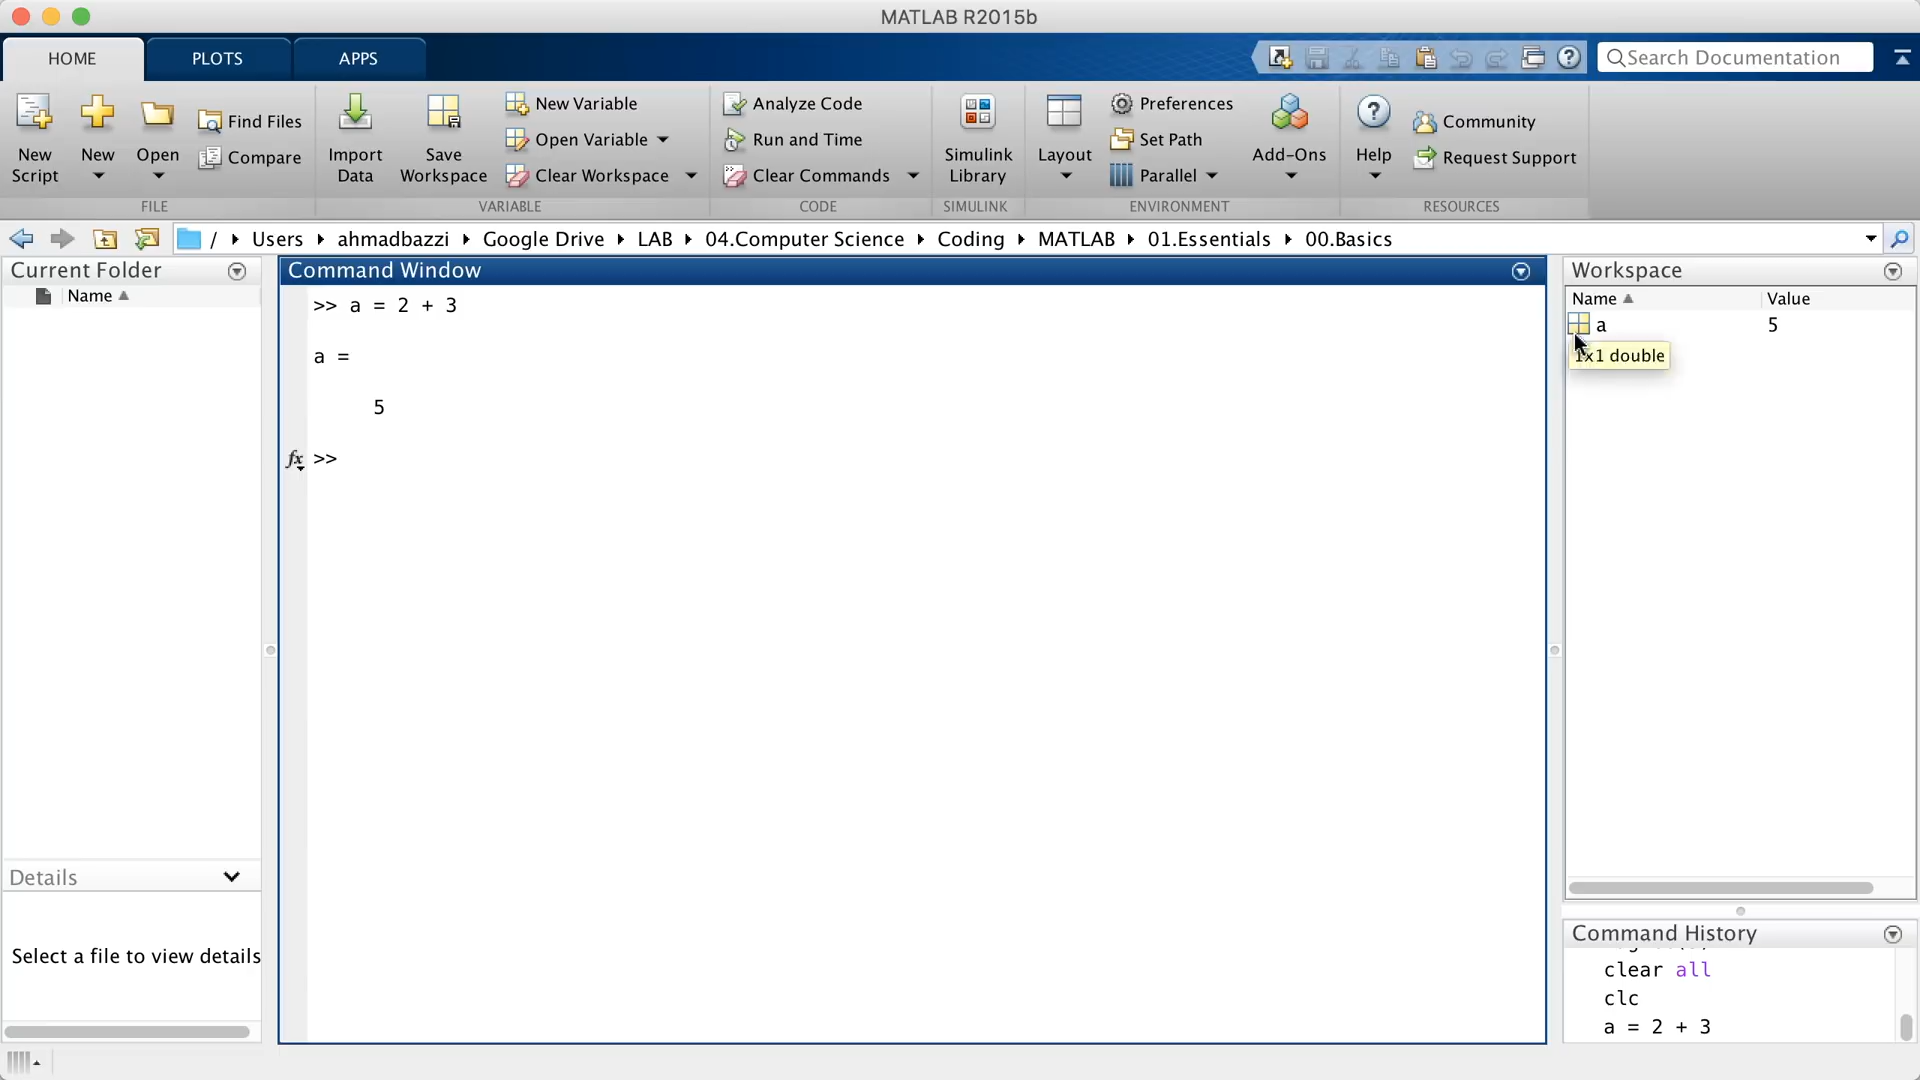 MATLAB R2015b
HOME
PLOTS
APPS
Search Documentation
New Script
New
Open
Find Files
Compare
Import Data
Save Workspace
New Variable
Open Variable
Clear Workspace
Analyze Code
Run and Time
Clear Commands
Simulink Library
Layout
Preferences
Set Path
Parallel
Add-Ons
Help
Community
Request Support
FILE
VARIABLE
CODE
SIMULINK
ENVIRONMENT
RESOURCES
/ Users ahmadbazzi Google Drive LAB 04.Computer Science Coding MATLAB 01.Essentials 00.Basics
Current Folder
Name
Details
Select a file to view details
Command Window
>> a = 2 + 3
a =
5
fx >>
Workspace
Name Value
a 5
1x1 double
Command History
clear all
clc
a = 2 + 3